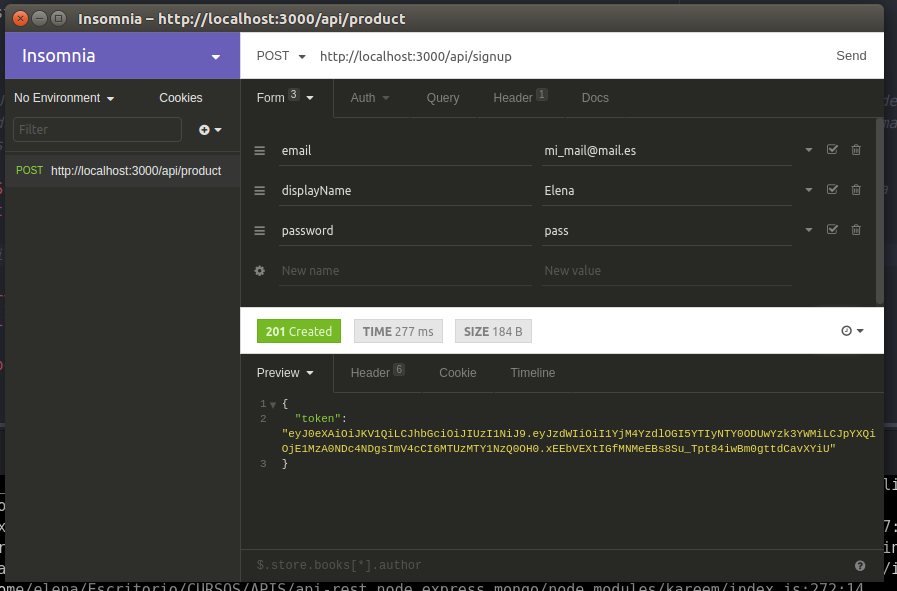 Insomnia – http://localhost:3000/api/product
Insomnia
POST http://localhost:3000/api/signup Send
No Environment Cookies
Form 3 Auth Query Header 1 Docs
Filter
POST http://localhost:3000/api/product
email mi_mail@mail.es
displayName Elena
password pass
New name New value
201 Created TIME 277 ms SIZE 184 B
Preview Header 6 Cookie Timeline
1 {
2 "token":
"eyJ0eXAiOiJKV1QiLCJhbGciOiJIUzI1NiJ9.eyJzdWIiOiI1YjM4YzdlOGI5YTIyNTY0ODUwYzk3YWMiLCJpYXQi
OjE1MzA0NDc4NDgsImV4cCI6MTUzMTY1NzQ0OH0.xEEbVEXtIGfMNMeEBs8Su_Tpt84iwBm0gttdCavXYiU"
3 }
$.store.books[*].author
ome/elena/Escritorio/CURSOS/APIS/api-rest node express mongo/node modules/kareem/index.js:272:14